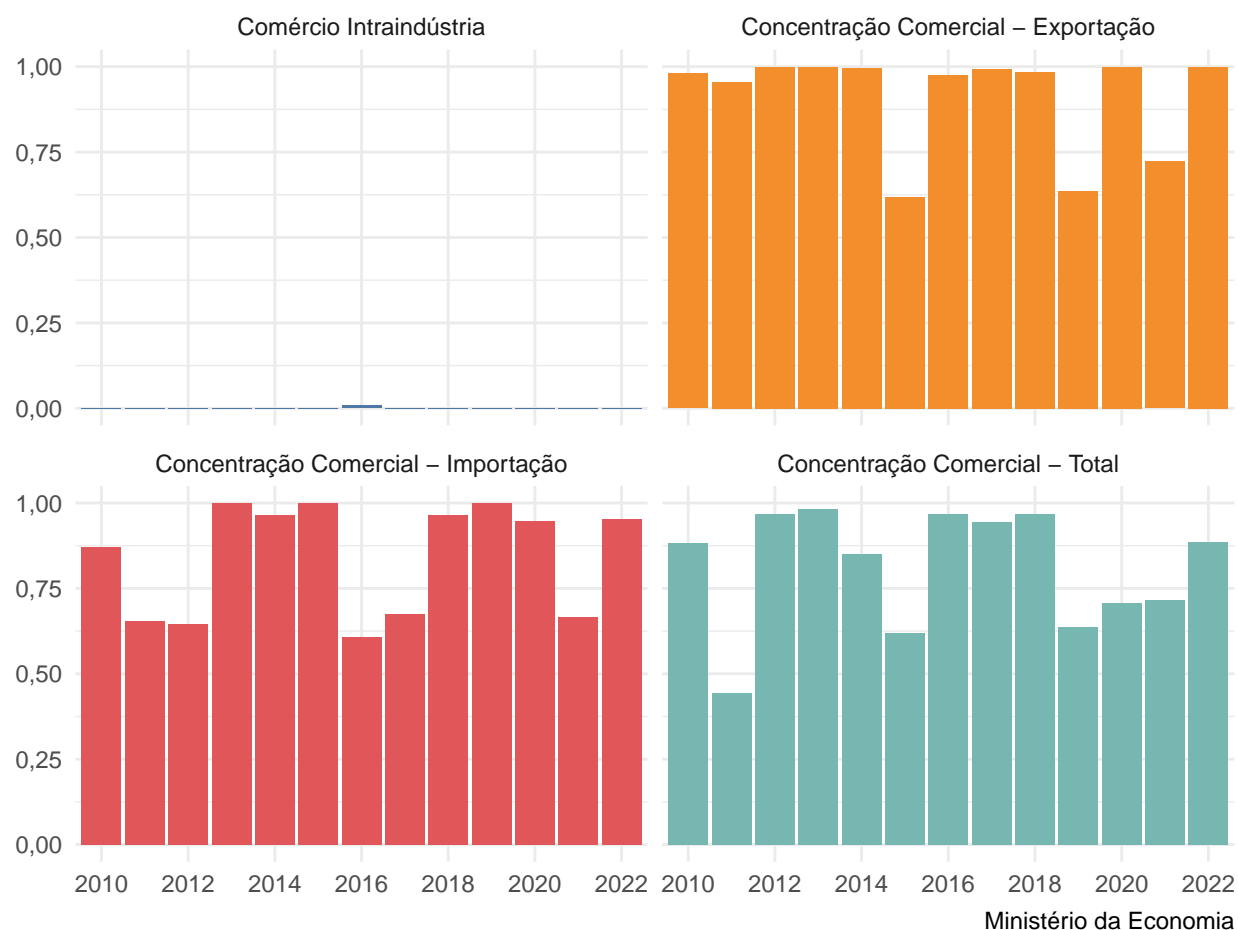 Comércio Intraindústria
Concentração Comercial – Exportação
1,00
0,75
0,50
0,25
0,00
Concentração Comercial – Importação
Concentração Comercial – Total
1,00
0,75
0,50
0,25
0,00
2010 2012 2014 2016 2018 2020 2022
2010 2012 2014 2016 2018 2020 2022
Ministério da Economia